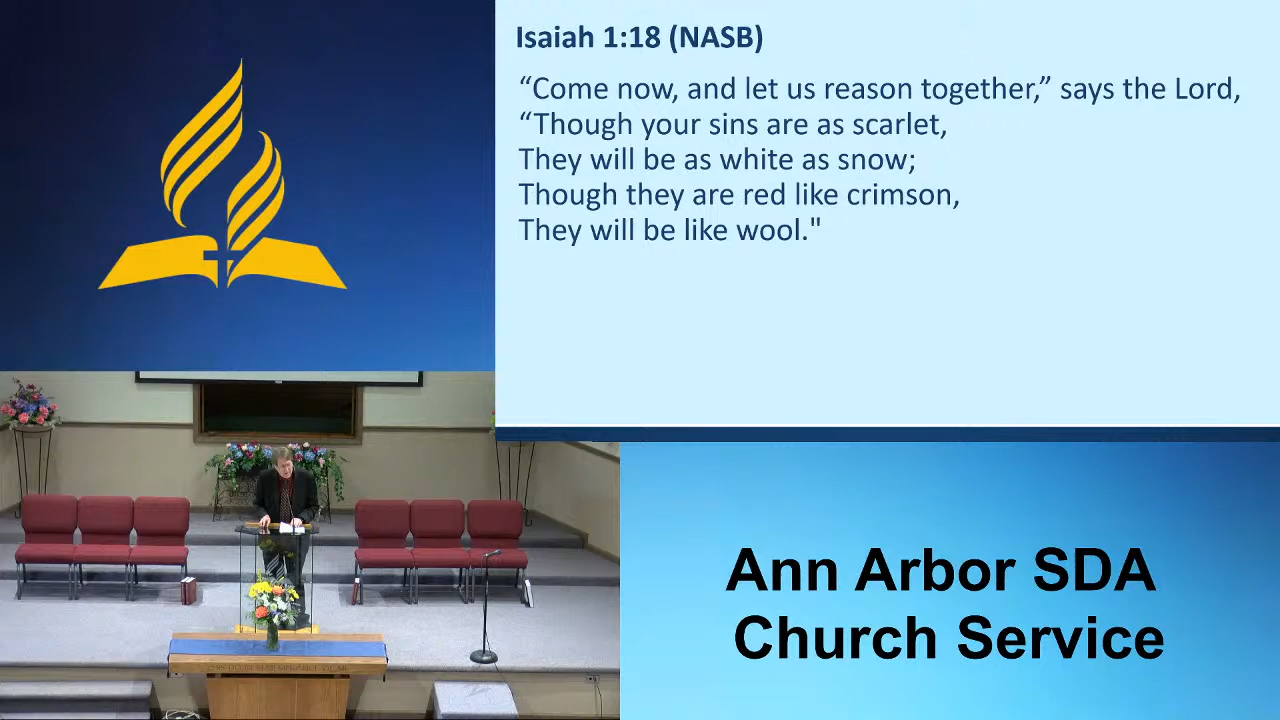 Isaiah 1:18 (NASB)
“Come now, and let us reason together,” says the Lord,
“Though your sins are as scarlet,
They will be as white as snow;
Though they are red like crimson,
They will be like wool."
Ann Arbor SDA
Church Service